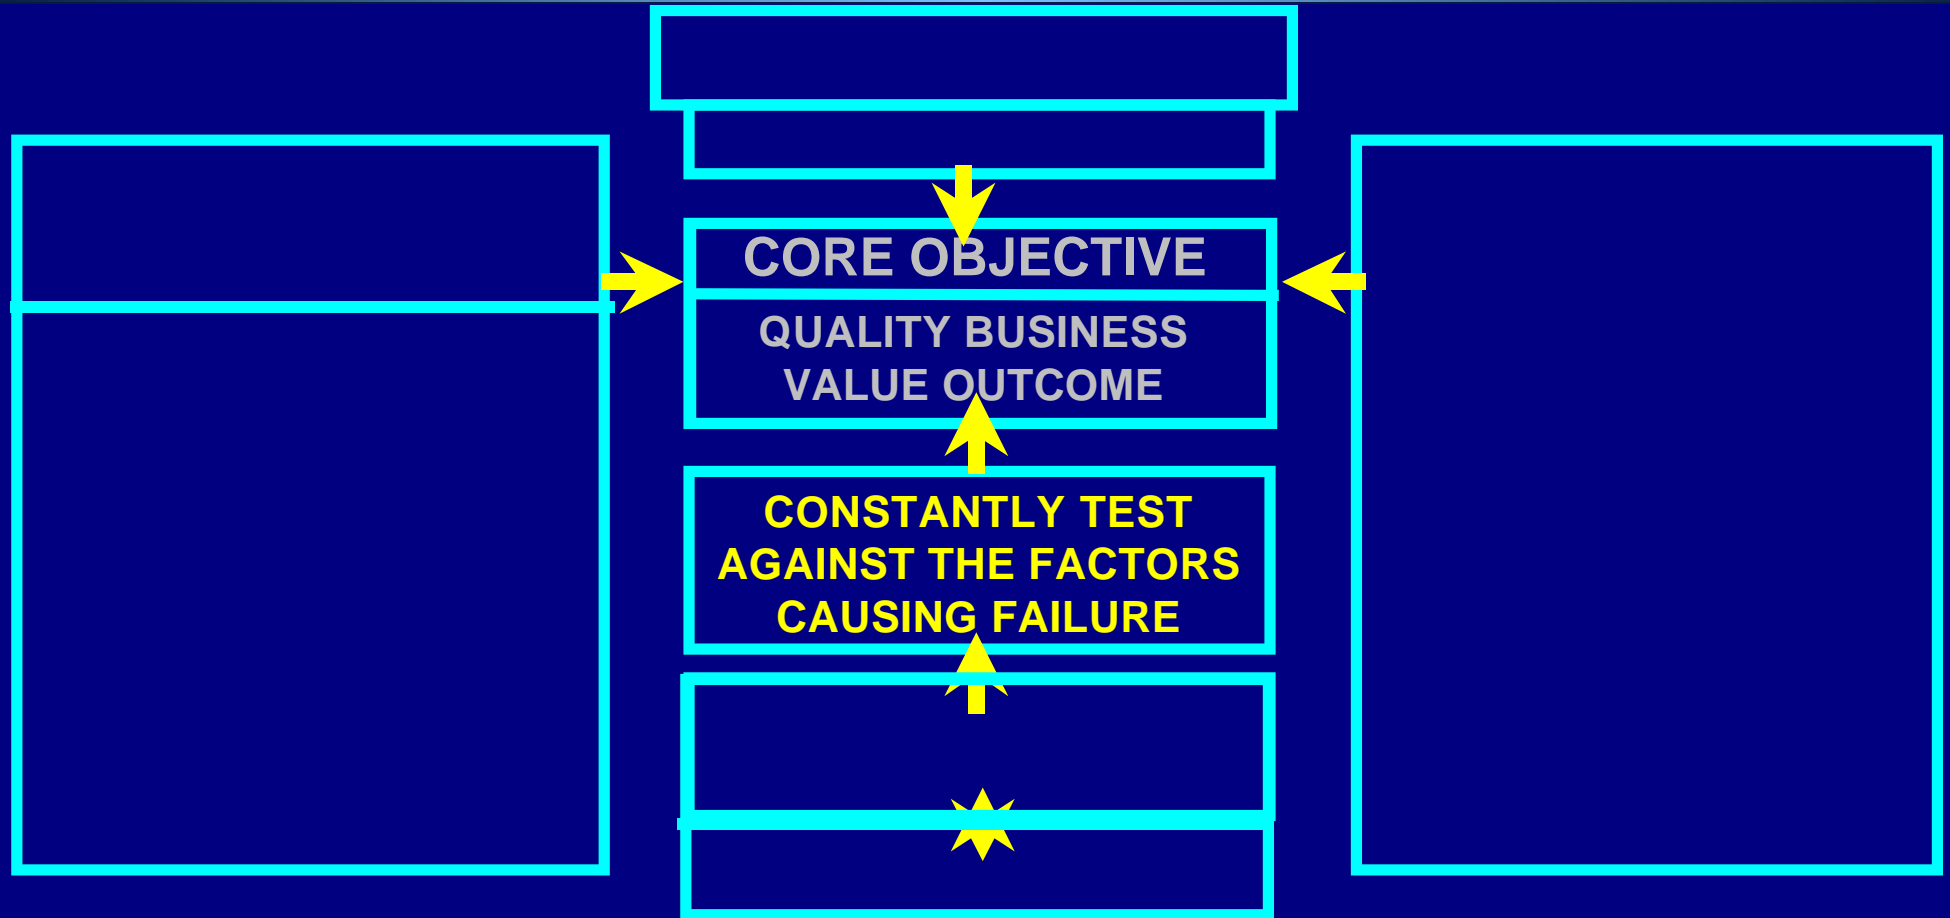 CORE OBJECTIVE
QUALITY BUSINESS
VALUE OUTCOME
CONSTANTLY TEST
AGAINST THE FACTORS
CAUSING FAILURE